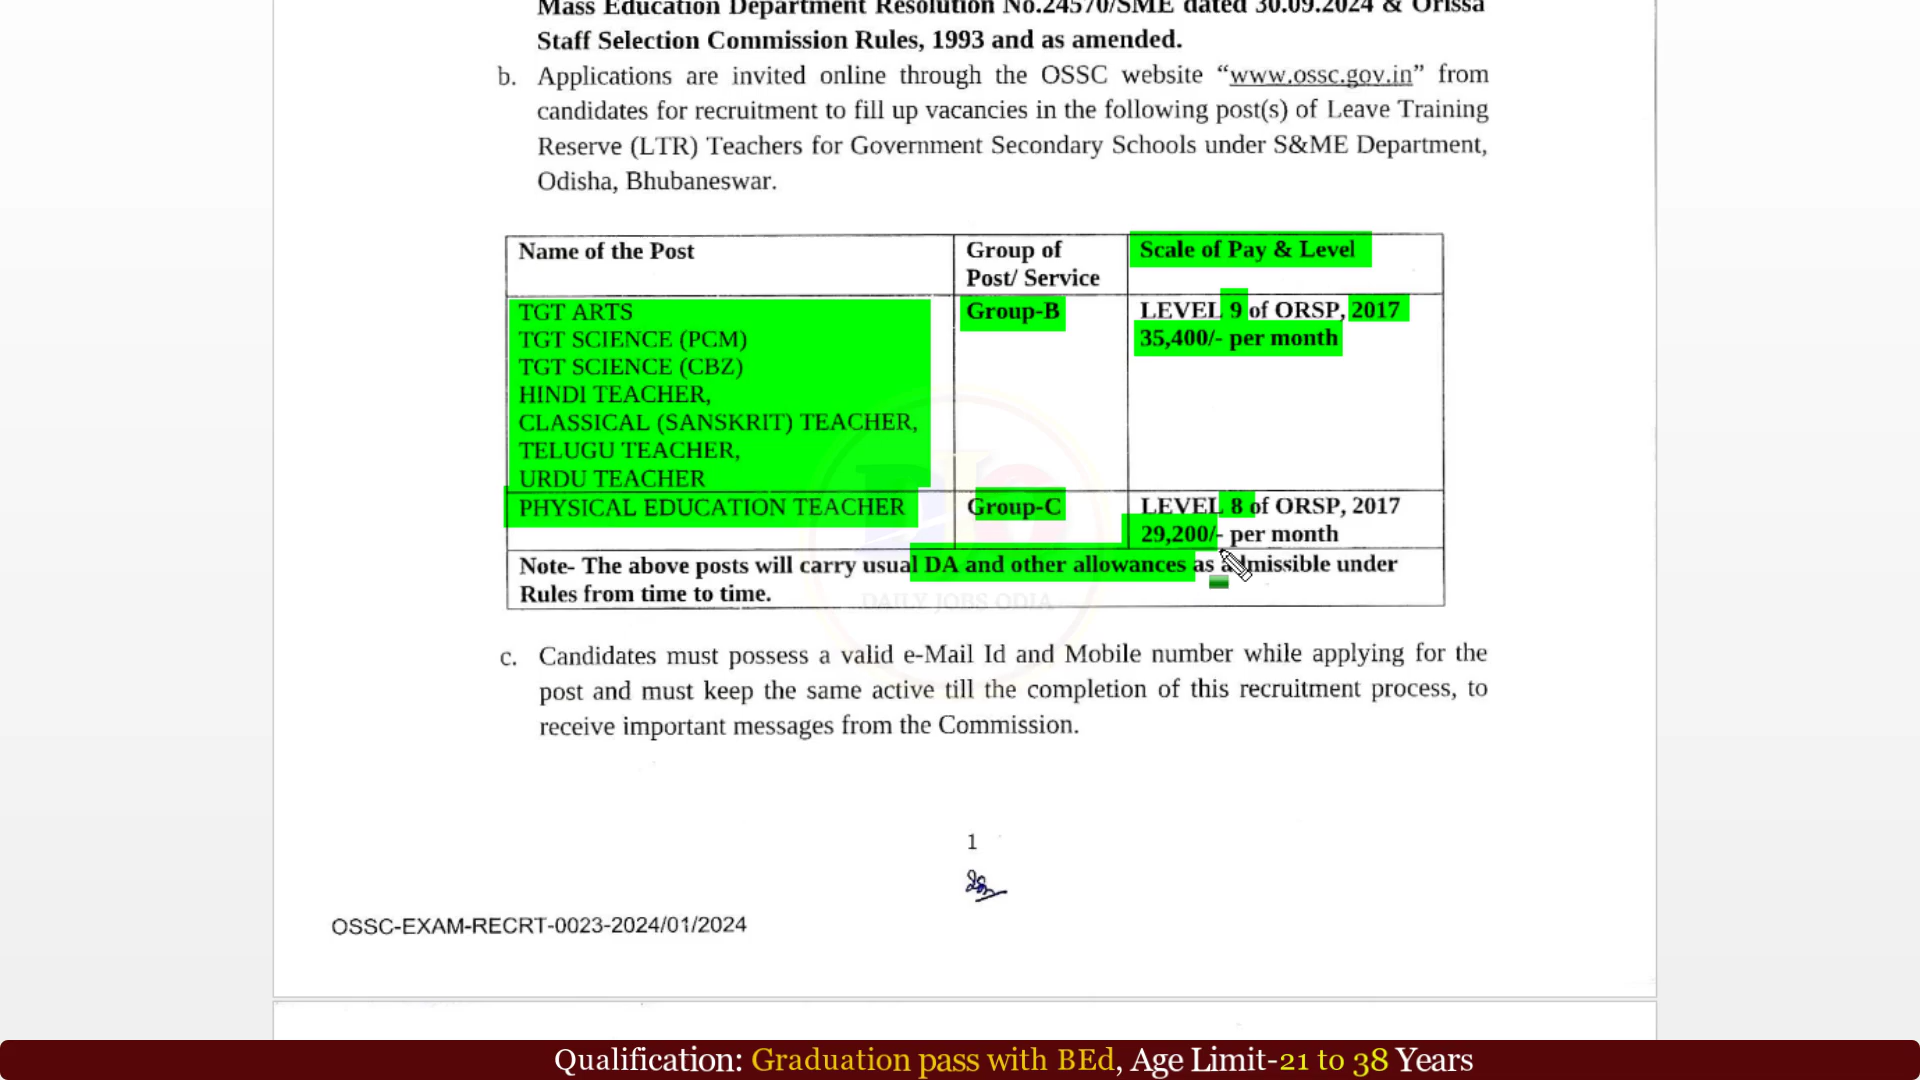 Mass Education Department Resolution No.24570/SME dated 30.09.2024 & Orissa
Staff Selection Commission Rules, 1993 and as amended.
b. Applications are invited online through the OSSC website “www.ossc.gov.in” from
candidates for recruitment to fill up vacancies in the following post(s) of Leave Training
Reserve (LTR) Teachers for Government Secondary Schools under S&ME Department,
Odisha, Bhubaneswar.
Name of the Post
Group of
Post/ Service
Scale of Pay & Level
TGT ARTS
TGT SCIENCE (PCM)
TGT SCIENCE (CBZ)
HINDI TEACHER,
CLASSICAL (SANSKRIT) TEACHER,
TELUGU TEACHER,
URDU TEACHER
Group-B
LEVEL 9 of ORSP, 2017
35,400/- per month
PHYSICAL EDUCATION TEACHER
Group-C
LEVEL 8 of ORSP, 2017
29,200/- per month
Note- The above posts will carry usual DA and other allowances as admissible under
Rules from time to time.
DAILY JOBS ODIA
c. Candidates must possess a valid e-Mail Id and Mobile number while applying for the
post and must keep the same active till the completion of this recruitment process, to
receive important messages from the Commission.
1
OSSC-EXAM-RECRT-0023-2024/01/2024
Qualification: Graduation pass with BEd, Age Limit-21 to 38 Years